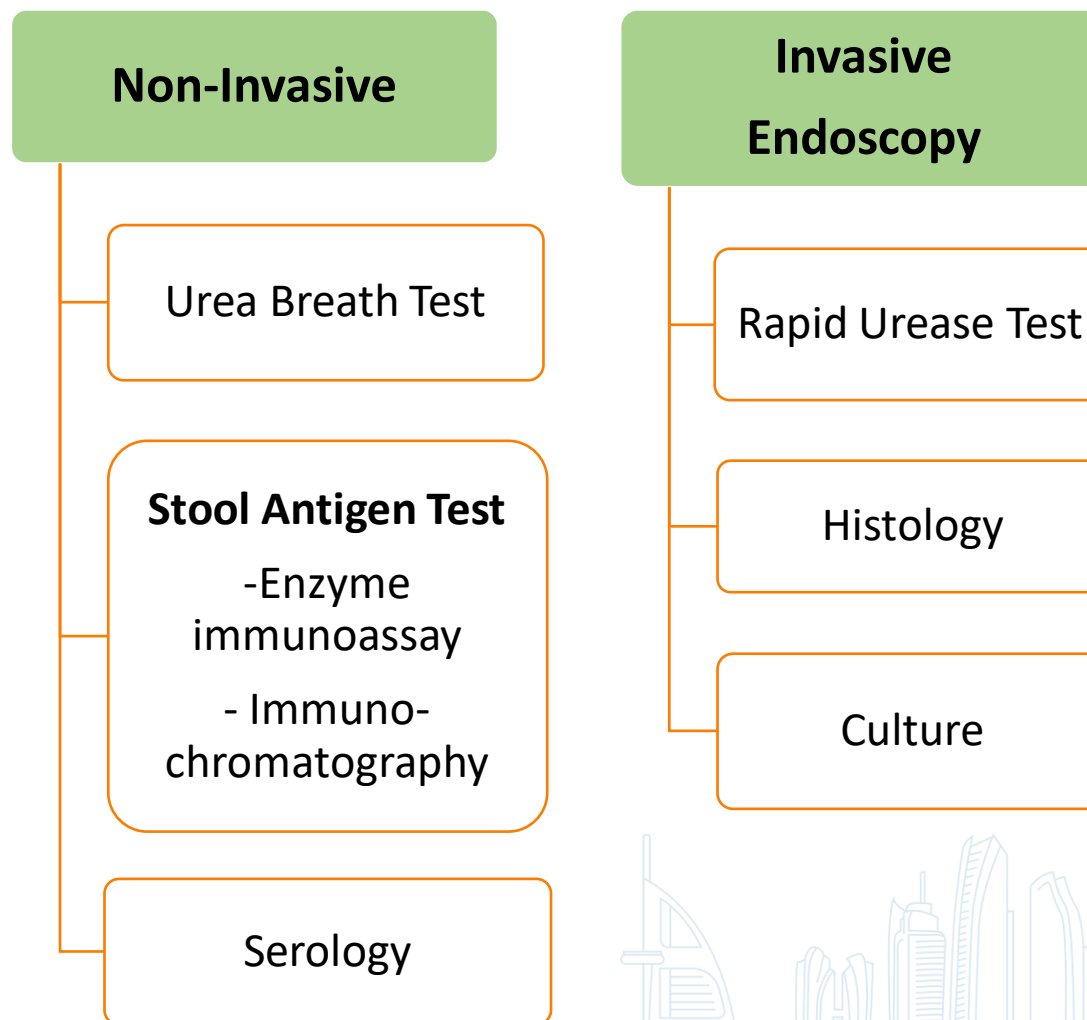 Non-Invasive
Urea Breath Test
Stool Antigen Test
-Enzyme
immunoassay
- Immuno-
chromatography
Serology
Invasive
Endoscopy
Rapid Urease Test
Histology
Culture